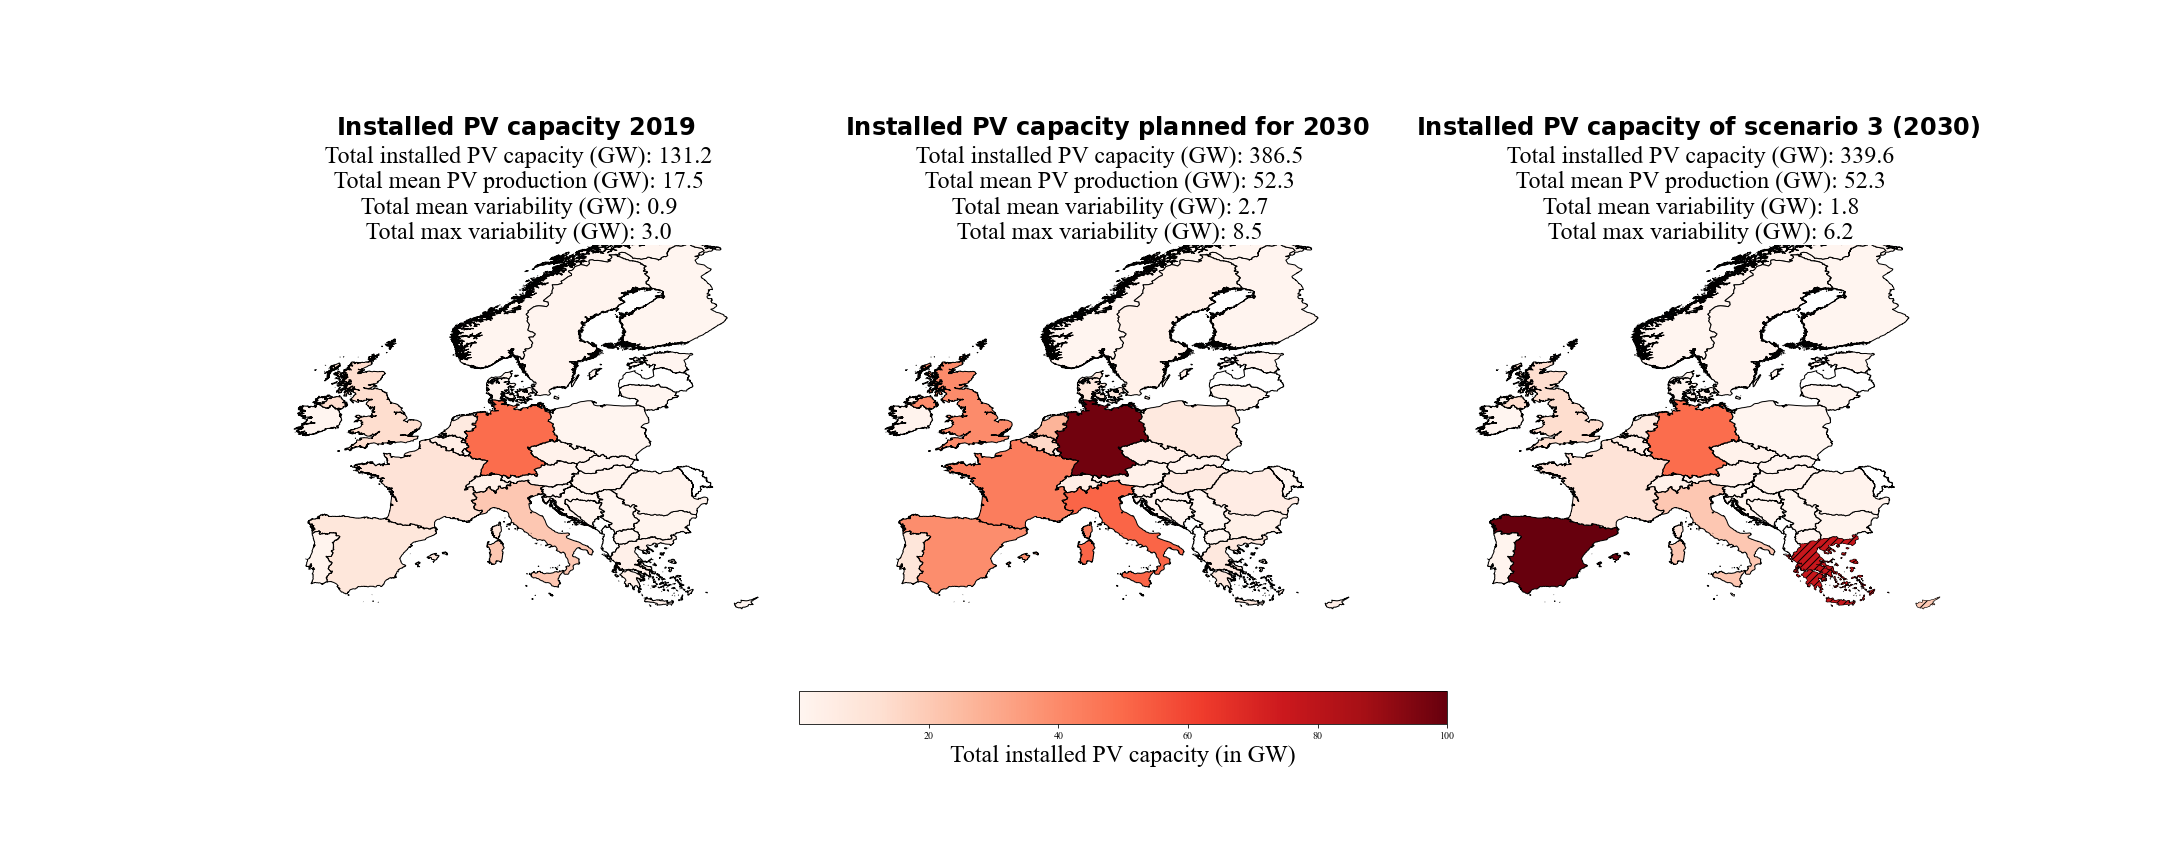 Installed PV capacity 2019
Total installed PV capacity (GW): 131.2
Total mean PV production (GW): 17.5
Total mean variability (GW): 0.9
Total max variability (GW): 3.0
Installed PV capacity planned for 2030
Total installed PV capacity (GW): 386.5
Total mean PV production (GW): 52.3
Total mean variability (GW): 2.7
Total max variability (GW): 8.5
Installed PV capacity of scenario 3 (2030)
Total installed PV capacity (GW): 339.6
Total mean PV production (GW): 52.3
Total mean variability (GW): 1.8
Total max variability (GW): 6.2
20 40 60 80 100
Total installed PV capacity (in GW)